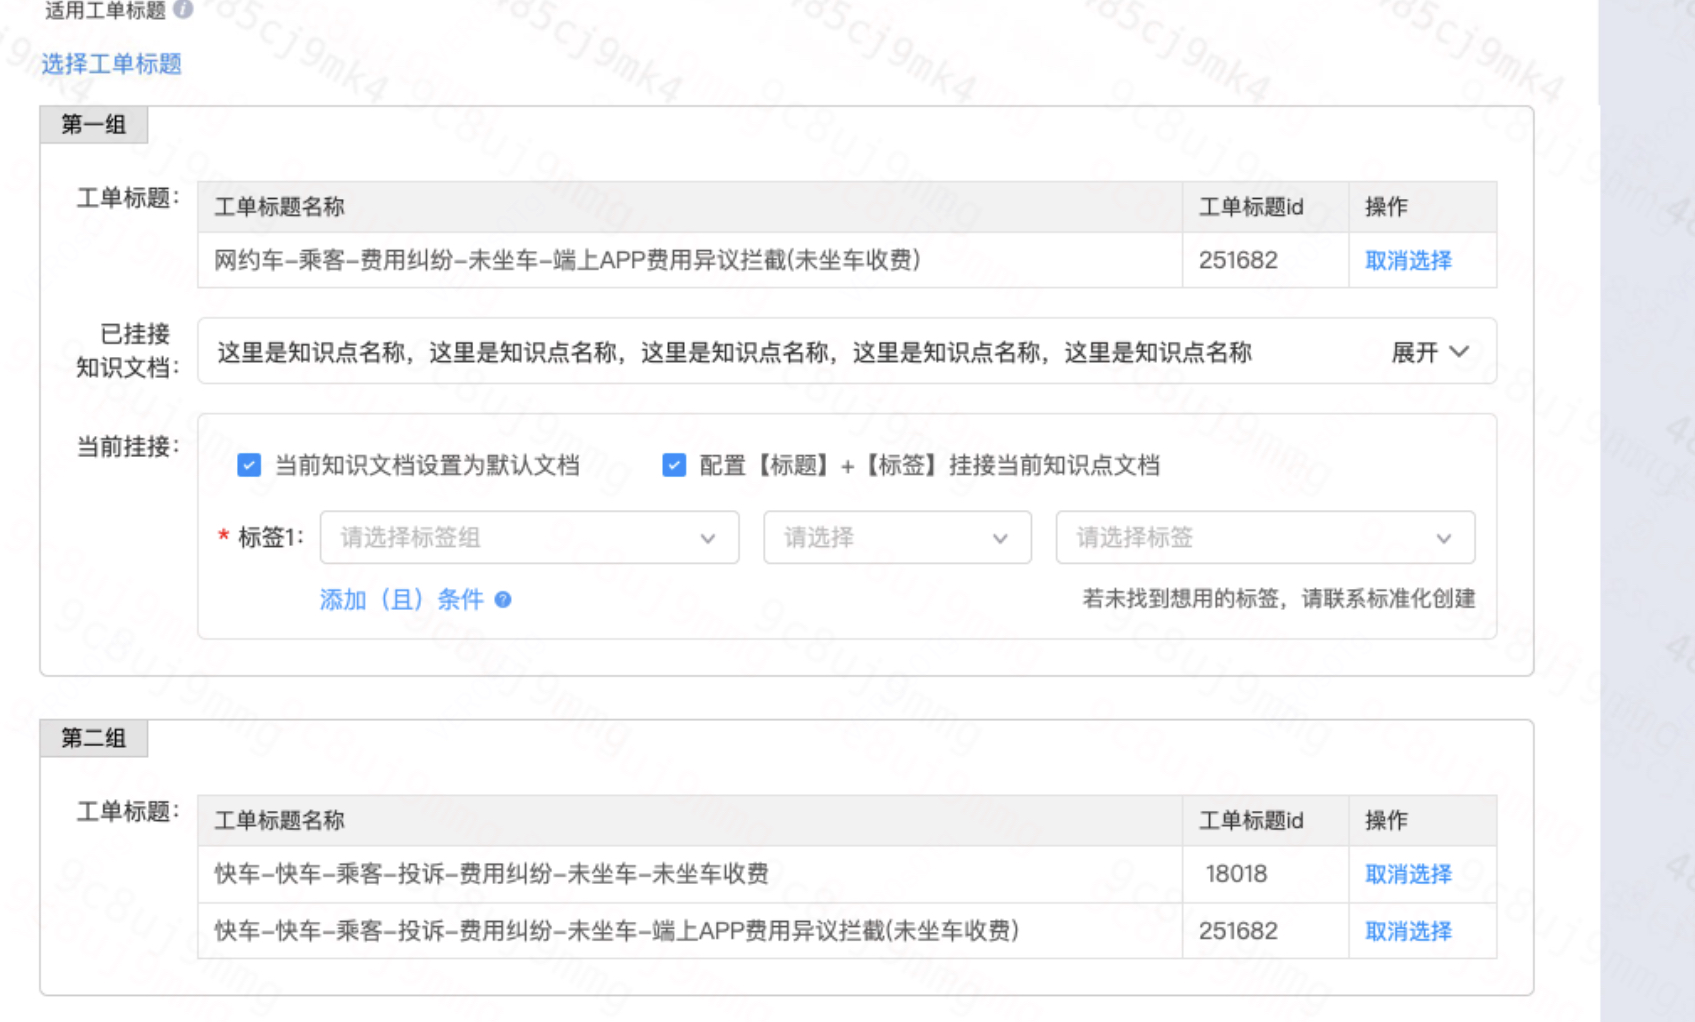 适用工单标题
选择工单标题
第一组
工单标题：
工单标题名称 工单标题id 操作
网约车–乘客–费用纠纷–未坐车–端上APP费用异议拦截(未坐车收费) 251682 取消选择
已挂接
知识文档：
这里是知识点名称，这里是知识点名称，这里是知识点名称，这里是知识点名称，这里是知识点名称 展开
当前挂接：
当前知识文档设置为默认文档 配置【标题】+【标签】挂接当前知识点文档
* 标签1： 请选择标签组 请选择 请选择标签
添加（且）条件 若未找到想用的标签，请联系标准化创建
第二组
工单标题：
工单标题名称 工单标题id 操作
快车–快车–乘客–投诉–费用纠纷–未坐车–未坐车收费 18018 取消选择
快车–快车–乘客–投诉–费用纠纷–未坐车–端上APP费用异议拦截(未坐车收费) 251682 取消选择